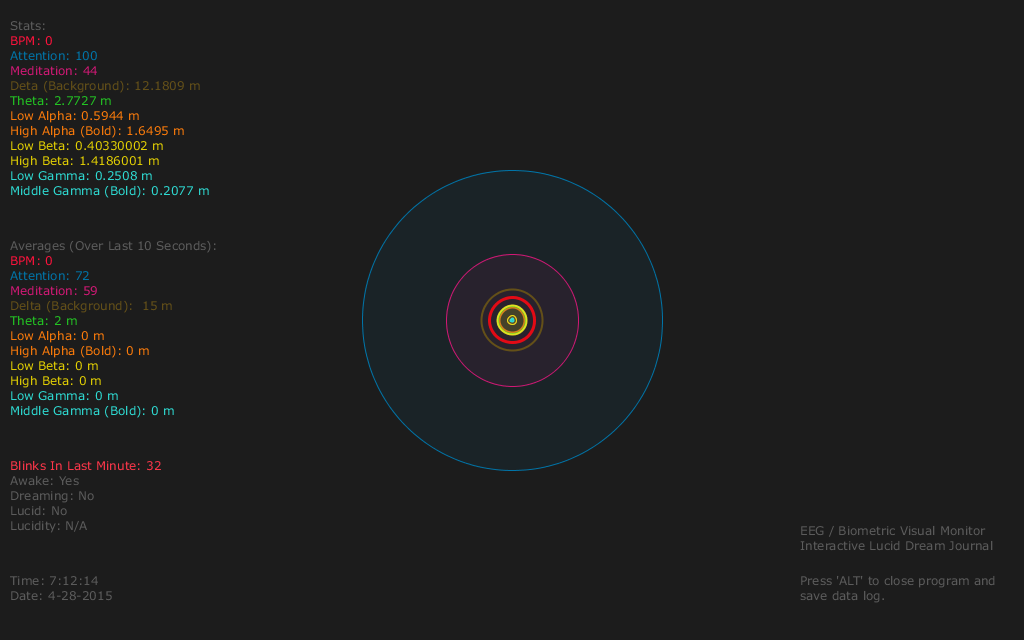 Stats:
BPM: 0
Attention: 100
Meditation: 44
Deta (Background): 12.1809 m
Theta: 2.7727 m
Low Alpha: 0.5944 m
High Alpha (Bold): 1.6495 m
Low Beta: 0.40330002 m
High Beta: 1.4186001 m
Low Gamma: 0.2508 m
Middle Gamma (Bold): 0.2077 m
Averages (Over Last 10 Seconds):
BPM: 0
Attention: 72
Meditation: 59
Delta (Background):  15 m
Theta: 2 m
Low Alpha: 0 m
High Alpha (Bold): 0 m
Low Beta: 0 m
High Beta: 0 m
Low Gamma: 0 m
Middle Gamma (Bold): 0 m
Blinks In Last Minute: 32
Awake: Yes
Dreaming: No
Lucid: No
Lucidity: N/A
Time: 7:12:14
Date: 4-28-2015
EEG / Biometric Visual Monitor
Interactive Lucid Dream Journal
Press 'ALT' to close program and
save data log.